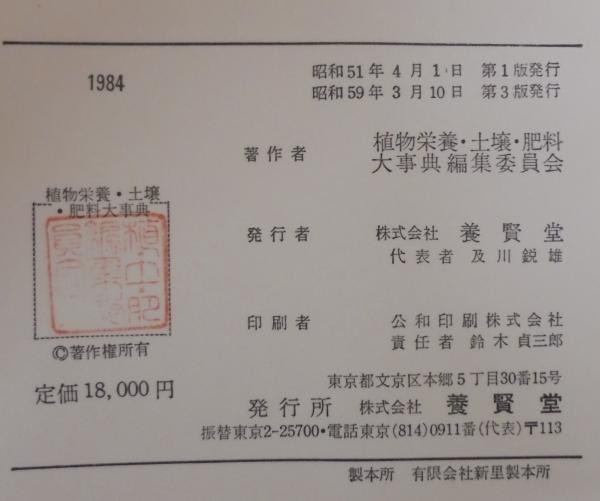 1984
昭和51年 4月 1日 第1版発行
昭和59年 3月 10日 第3版発行
著作者 植物栄養・土壌・肥料
大事典編集委員会
植物栄養・土壌
・肥料大事典
©著作権所有
定価 18,000円
発行者 株式会社 養賢堂
代表者 及川鋭雄
印刷者 公和印刷株式会社
責任者 鈴木貞三郎
東京都文京区本郷5丁目30番15号
発行所 株式会社 養賢堂
振替東京2-25700・電話東京(814)0911番(代表)〒113
製本所 有限会社新里製本所